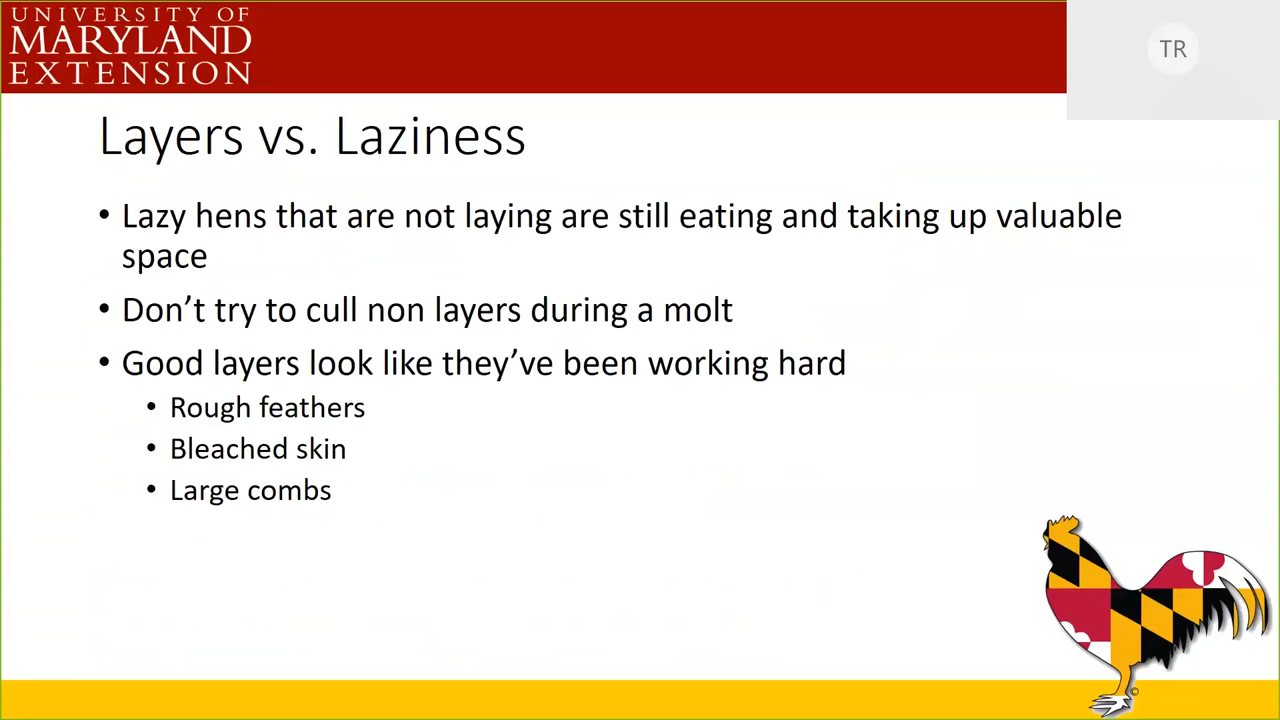 UNIVERSITY OF
MARYLAND
EXTENSION
TR
Layers vs. Laziness
• Lazy hens that are not laying are still eating and taking up valuable
space
• Don’t try to cull non layers during a molt
• Good layers look like they’ve been working hard
• Rough feathers
• Bleached skin
• Large combs
©